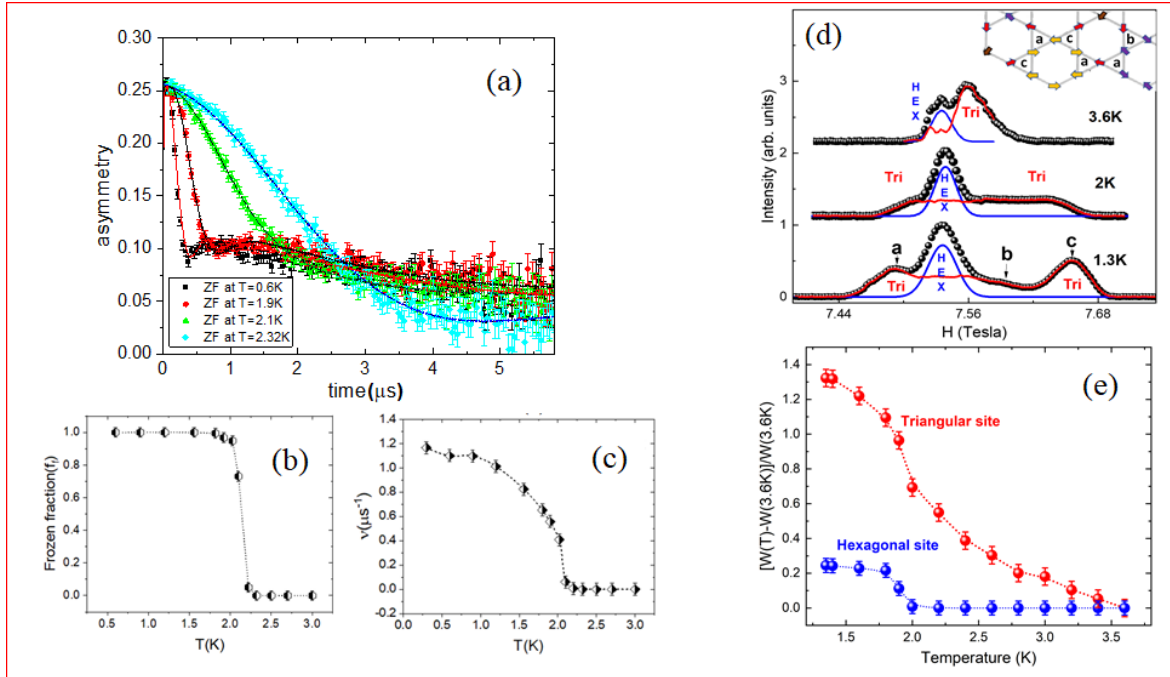 (a)
asymmetry
0.30
0.25
0.20
0.15
0.10
0.05
0.00
ZF at T=0.6K
ZF at T=1.9K
ZF at T=2.1K
ZF at T=2.32K
0 1 2 3 4 5
time(μs)
(b)
Frozen fraction(f_f)
1.0
0.8
0.6
0.4
0.2
0.0
0.5 1.0 1.5 2.0 2.5 3.0
T(K)
(c)
ν(μs⁻¹)
1.4
1.2
1.0
0.8
0.6
0.4
0.2
0.0
-0.2
0.0 0.5 1.0 1.5 2.0 2.5 3.0
T(K)
(d)
a c b
c a a
Intensity (arb. units)
3
2
1
0
H
E
X
Tri
3.6K
Tri
H
E
X
Tri
2K
a
Tri
H
E
X
b
c
Tri
1.3K
7.44 7.56 7.68
H (Tesla)
(e)
[W(T)-W(3.6K)]/W(3.6K)
1.4
1.2
1.0
0.8
0.6
0.4
0.2
0.0
Triangular site
Hexagonal site
1.5 2.0 2.5 3.0 3.5
Temperature (K)